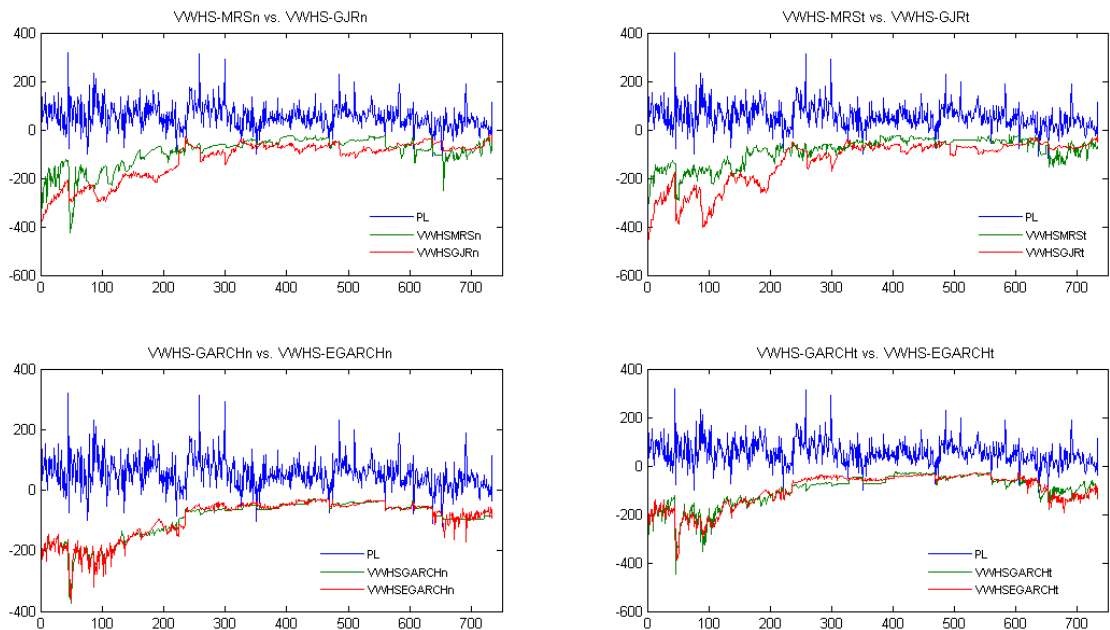 VWHS-MRSn vs. VWHS-GJRn
400
200
0
-200
-400
-600
PL
VWHSMRSn
VWHSGJRn
0 100 200 300 400 500 600 700
VWHS-MRSt vs. VWHS-GJRt
400
200
0
-200
-400
-600
PL
VWHSMRSt
VWHSGJRt
0 100 200 300 400 500 600 700
VWHS-GARCHn vs. VWHS-EGARCHn
400
200
0
-200
-400
PL
VWHSGARCHn
VWHSEGARCHn
0 100 200 300 400 500 600 700
VWHS-GARCHt vs. VWHS-EGARCHt
400
200
0
-200
-400
-600
PL
VWHSGARCHt
VWHSEGARCHt
0 100 200 300 400 500 600 700